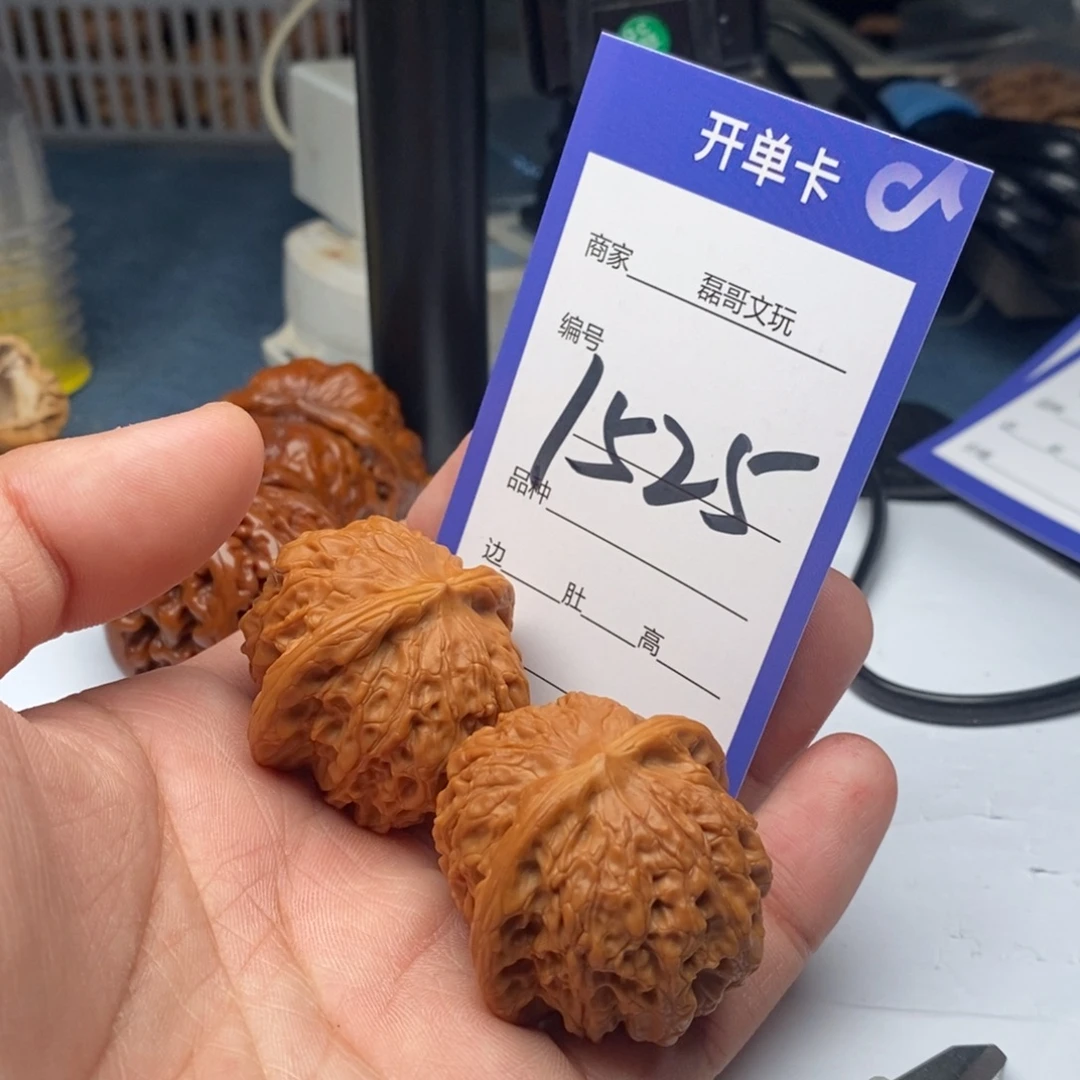 开单卡
商家 磊哥文玩
编号
1525
品种
边 肚 高